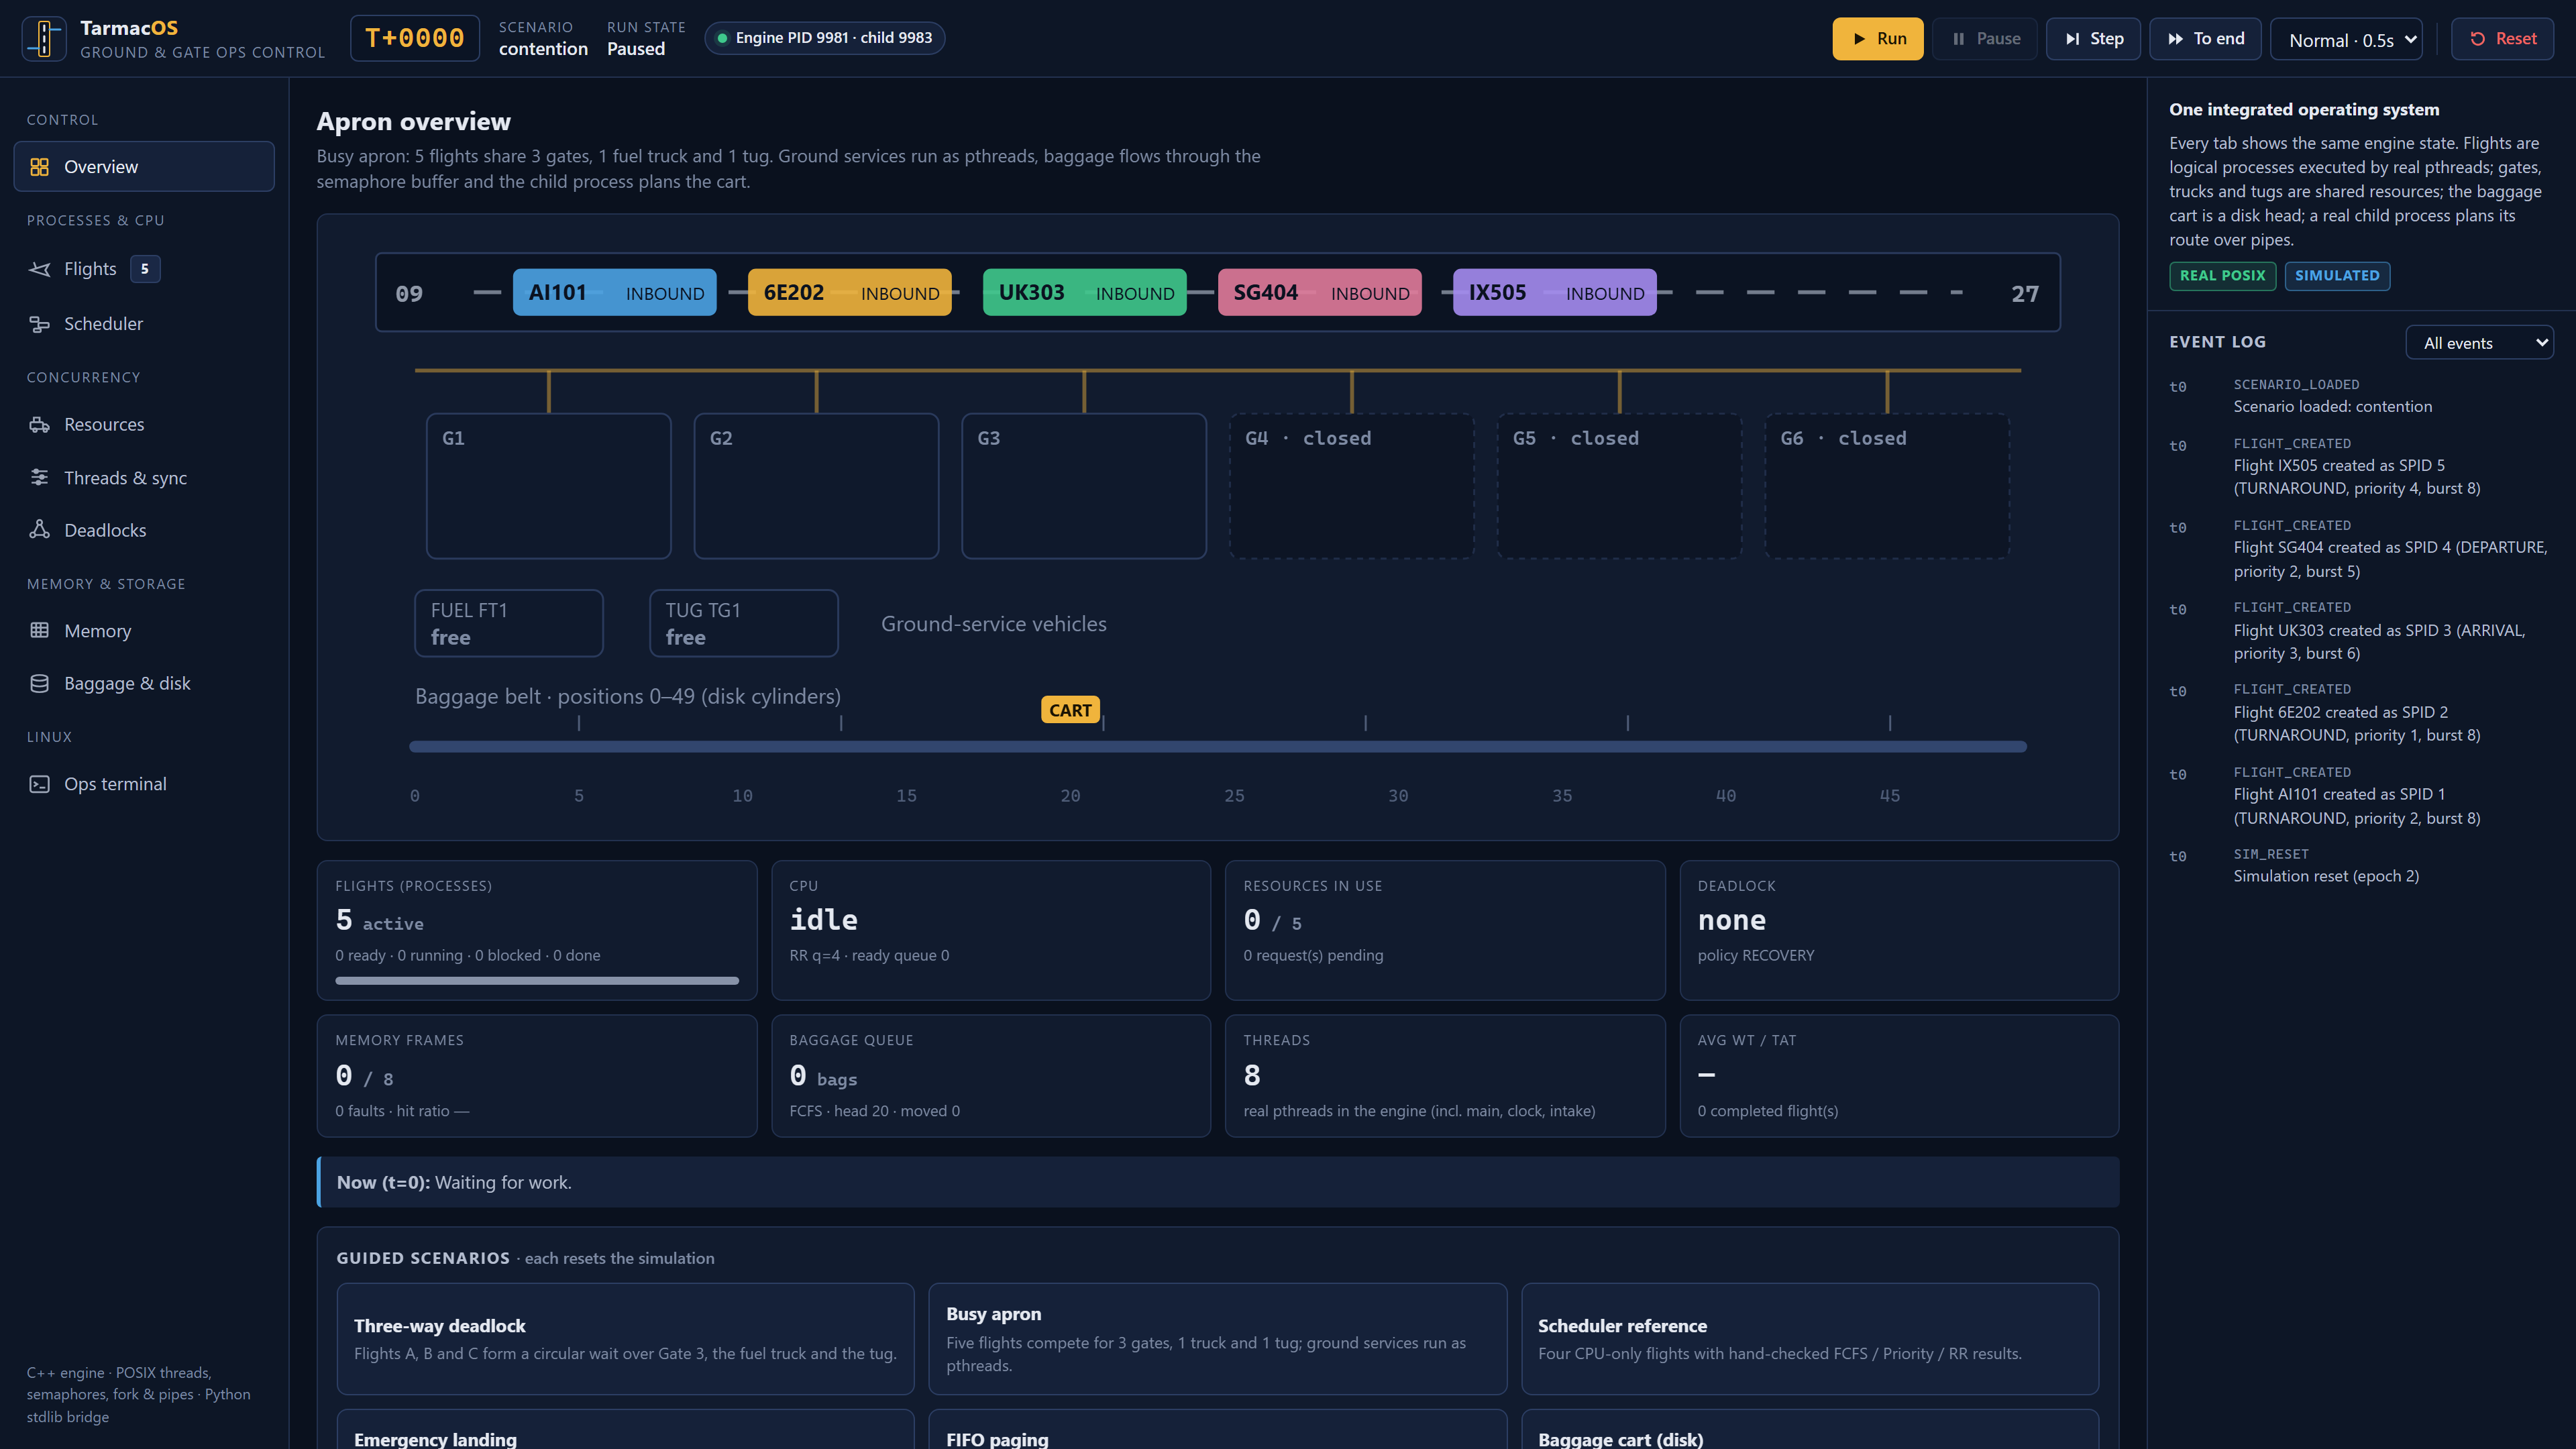 TarmacOS
GROUND & GATE OPS CONTROL
T+0000
SCENARIO
contention
RUN STATE
Paused
Engine PID 9981 · child 9983
Run
Pause
Step
To end
Normal · 0.5s
Reset
CONTROL
Overview
PROCESSES & CPU
Flights 5
Scheduler
CONCURRENCY
Resources
Threads & sync
Deadlocks
MEMORY & STORAGE
Memory
Baggage & disk
LINUX
Ops terminal
C++ engine · POSIX threads,
semaphores, fork & pipes · Python
stdlib bridge
Apron overview
Busy apron: 5 flights share 3 gates, 1 fuel truck and 1 tug. Ground services run as pthreads, baggage flows through the
semaphore buffer and the child process plans the cart.
09
AI101 INBOUND
6E202 INBOUND
UK303 INBOUND
SG404 INBOUND
IX505 INBOUND
27
G1
G2
G3
G4 · closed
G5 · closed
G6 · closed
FUEL FT1
free
TUG TG1
free
Ground-service vehicles
Baggage belt · positions 0–49 (disk cylinders)
CART
0 5 10 15 20 25 30 35 40 45
FLIGHTS (PROCESSES)
5 active
0 ready · 0 running · 0 blocked · 0 done
CPU
idle
RR q=4 · ready queue 0
RESOURCES IN USE
0 / 5
0 request(s) pending
DEADLOCK
none
policy RECOVERY
MEMORY FRAMES
0 / 8
0 faults · hit ratio —
BAGGAGE QUEUE
0 bags
FCFS · head 20 · moved 0
THREADS
8
real pthreads in the engine (incl. main, clock, intake)
AVG WT / TAT
—
0 completed flight(s)
Now (t=0): Waiting for work.
GUIDED SCENARIOS · each resets the simulation
Three-way deadlock
Flights A, B and C form a circular wait over Gate 3, the fuel truck and the tug.
Busy apron
Five flights compete for 3 gates, 1 truck and 1 tug; ground services run as
pthreads.
Scheduler reference
Four CPU-only flights with hand-checked FCFS / Priority / RR results.
Emergency landing
FIFO paging
Baggage cart (disk)
One integrated operating system
Every tab shows the same engine state. Flights are
logical processes executed by real pthreads; gates,
trucks and tugs are shared resources; the baggage
cart is a disk head; a real child process plans its
route over pipes.
REAL POSIX
SIMULATED
EVENT LOG
All events
t0 SCENARIO_LOADED
Scenario loaded: contention
t0 FLIGHT_CREATED
Flight IX505 created as SPID 5
(TURNAROUND, priority 4, burst 8)
t0 FLIGHT_CREATED
Flight SG404 created as SPID 4 (DEPARTURE,
priority 2, burst 5)
t0 FLIGHT_CREATED
Flight UK303 created as SPID 3 (ARRIVAL,
priority 3, burst 6)
t0 FLIGHT_CREATED
Flight 6E202 created as SPID 2
(TURNAROUND, priority 1, burst 8)
t0 FLIGHT_CREATED
Flight AI101 created as SPID 1
(TURNAROUND, priority 2, burst 8)
t0 SIM_RESET
Simulation reset (epoch 2)